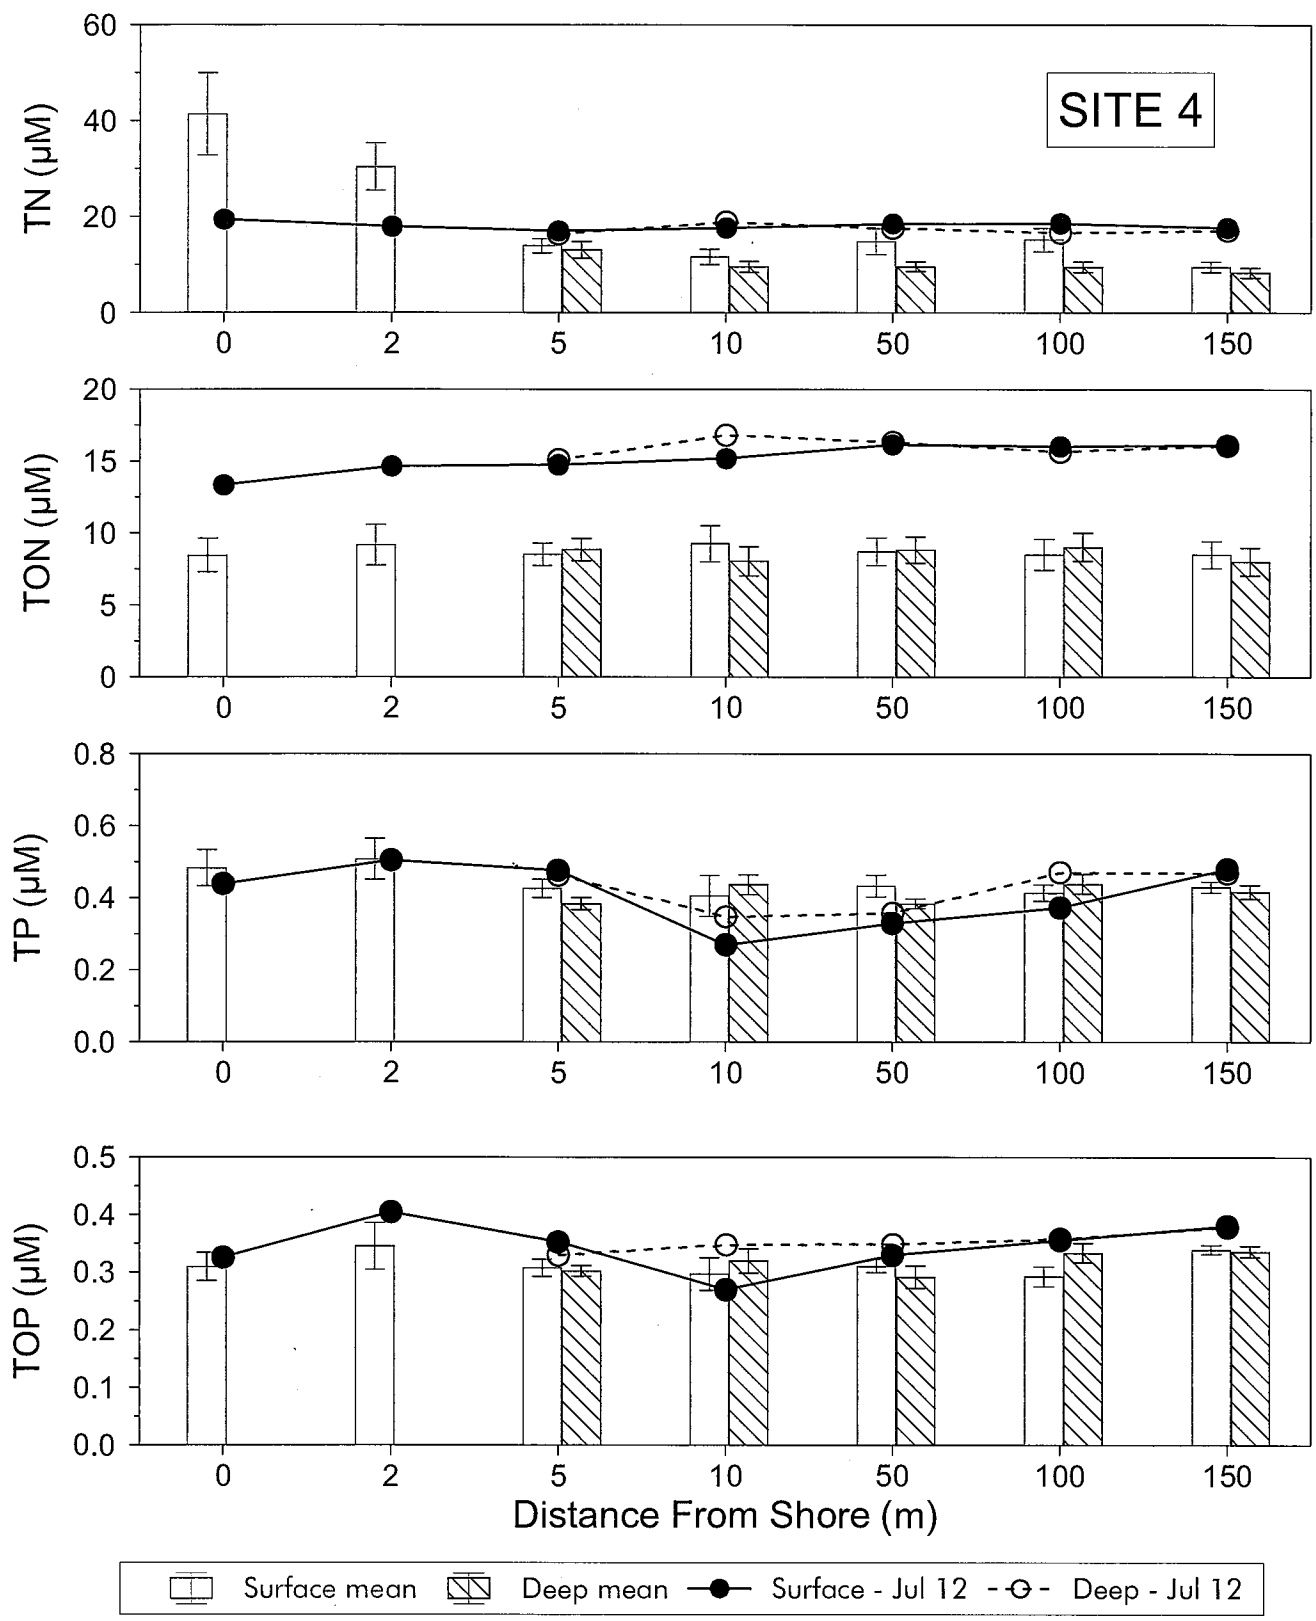 60
40
20
0
TN (µM)
SITE 4
0 2 5 10 50 100 150
20
15
10
5
0
TON (µM)
0 2 5 10 50 100 150
0.8
0.6
0.4
0.2
0.0
TP (µM)
0 2 5 10 50 100 150
0.5
0.4
0.3
0.2
0.1
0.0
TOP (µM)
0 2 5 10 50 100 150
Distance From Shore (m)
Surface mean Deep mean Surface - Jul 12 Deep - Jul 12